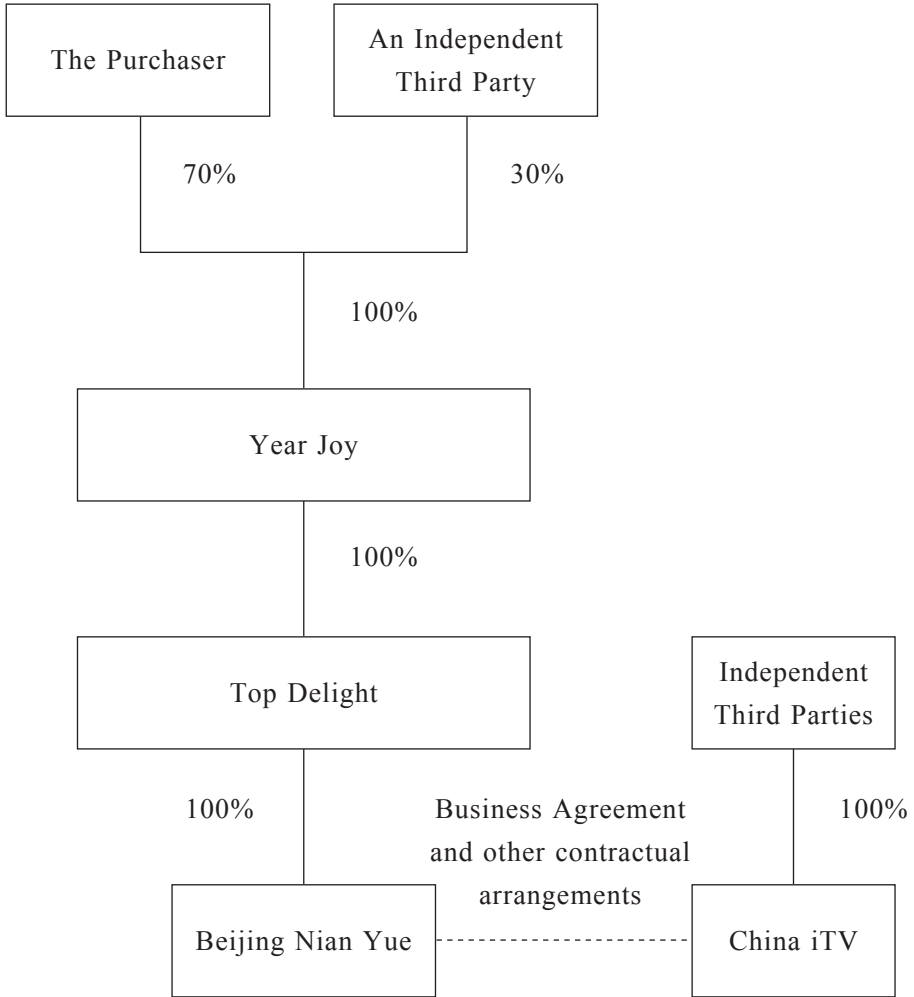 The Purchaser
An Independent
Third Party
70%
30%
100%
Year Joy
100%
Top Delight
Independent
Third Parties
100%
Business Agreement
and other contractual
arrangements
100%
Beijing Nian Yue
China iTV